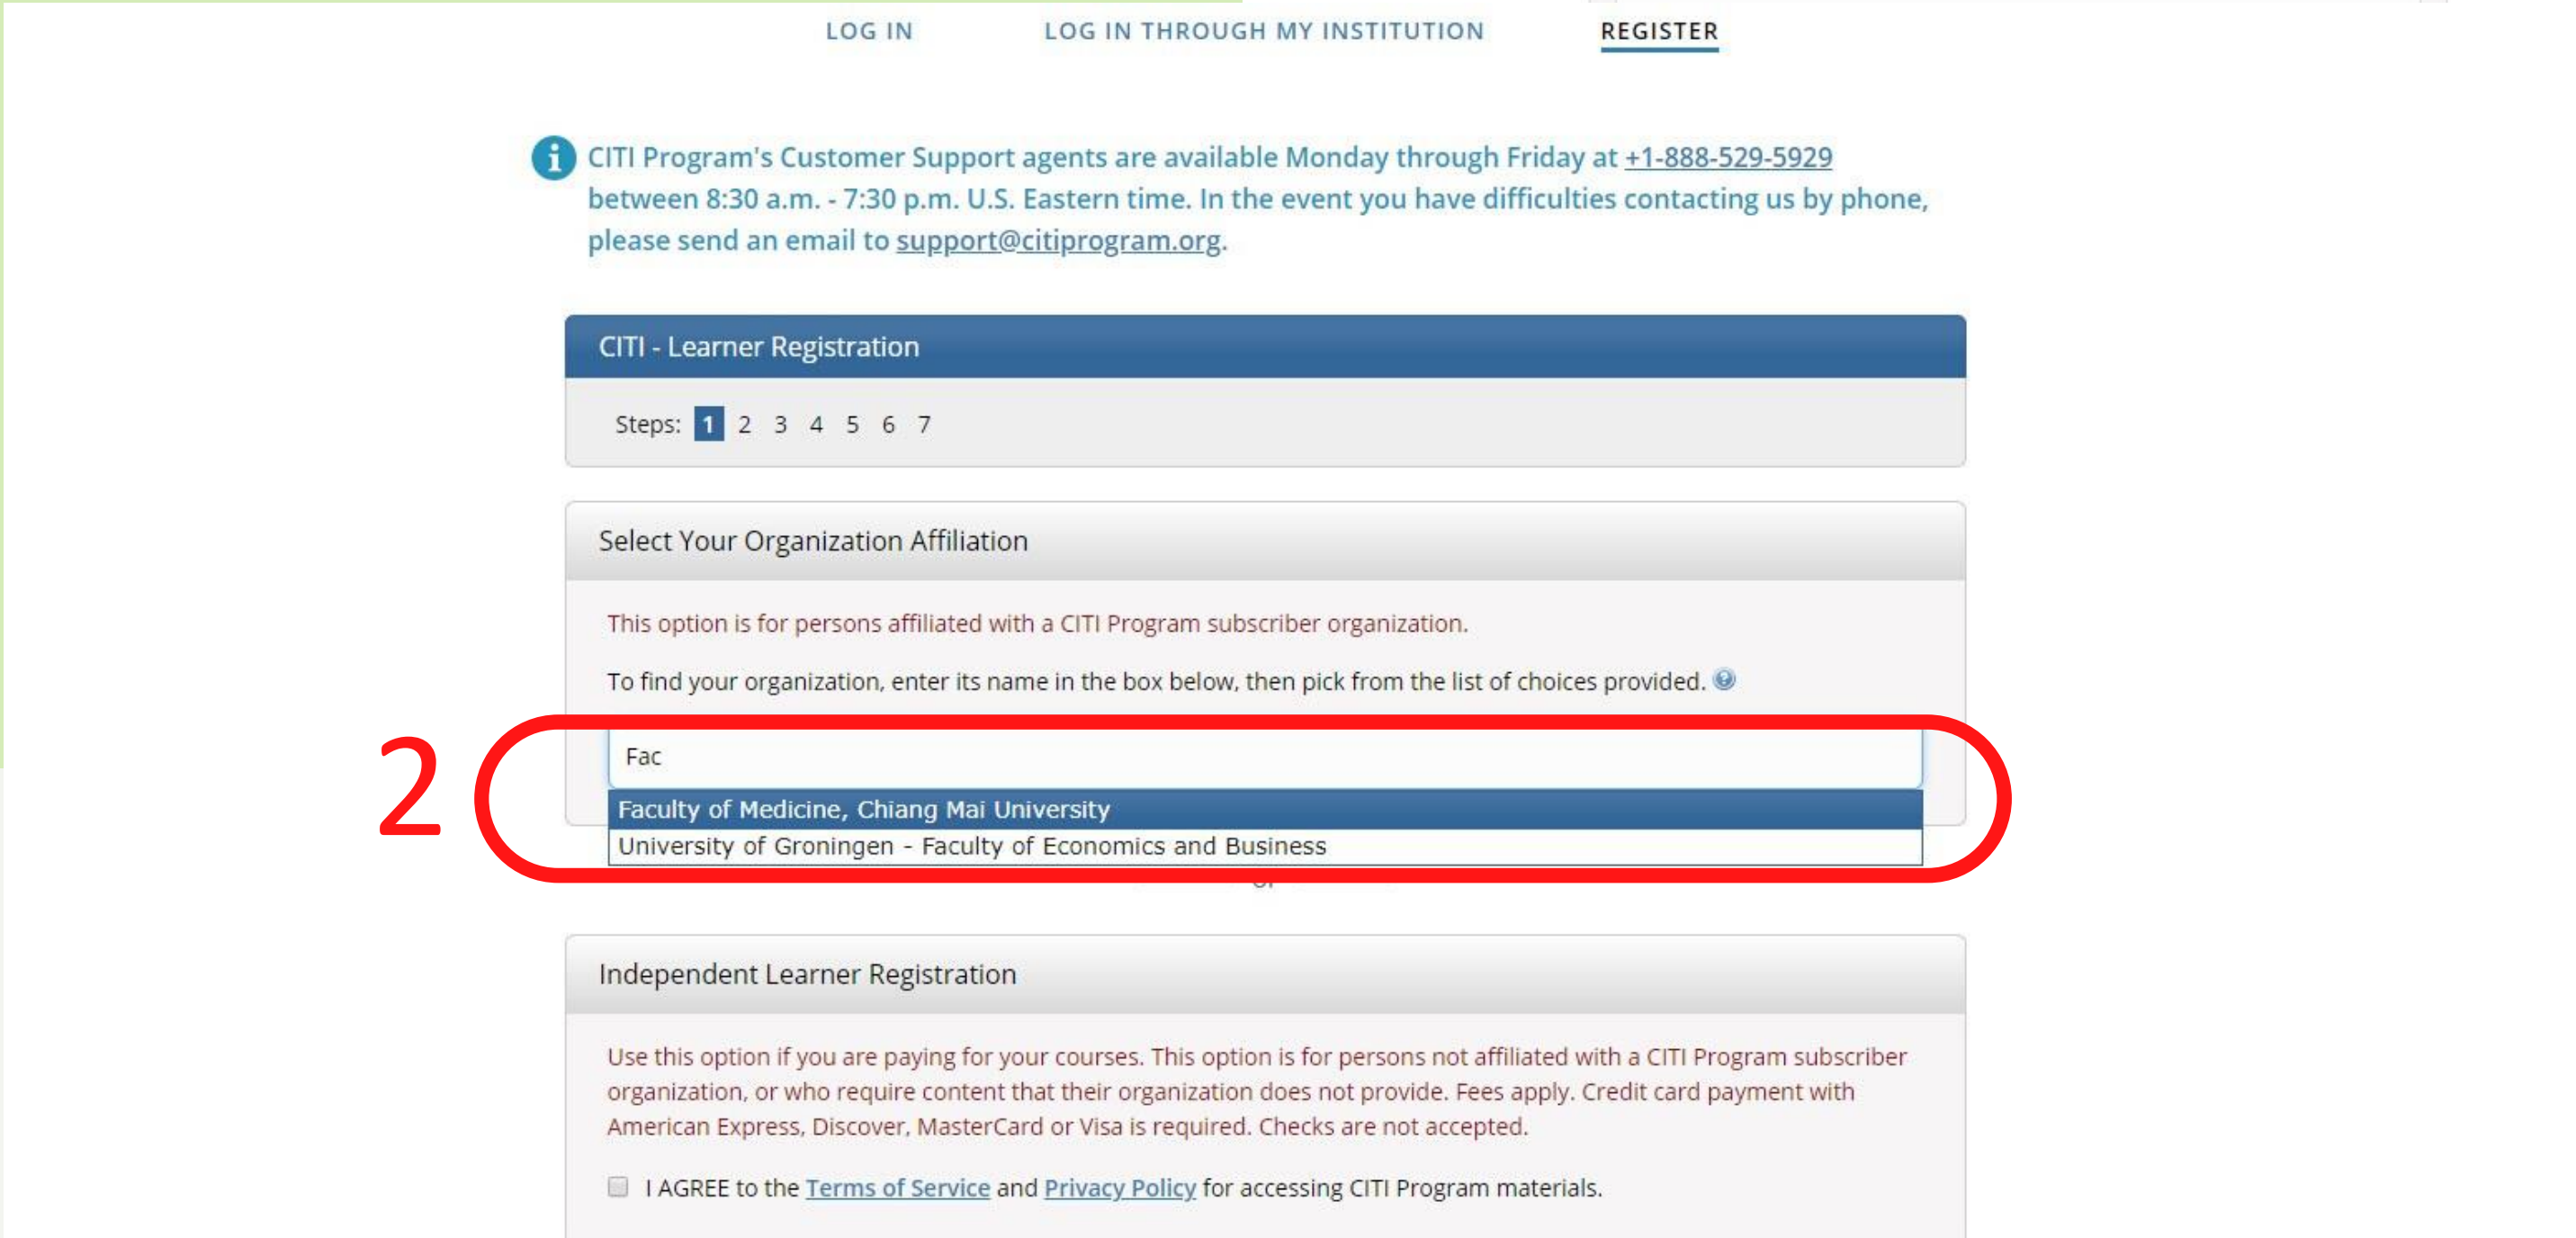 LOG IN LOG IN THROUGH MY INSTITUTION REGISTER
CITI Program's Customer Support agents are available Monday through Friday at +1-888-529-5929
between 8:30 a.m. - 7:30 p.m. U.S. Eastern time. In the event you have difficulties contacting us by phone,
please send an email to support@citiprogram.org.
CITI - Learner Registration
Steps: 1 2 3 4 5 6 7
Select Your Organization Affiliation
This option is for persons affiliated with a CITI Program subscriber organization.
To find your organization, enter its name in the box below, then pick from the list of choices provided.
2
Fac
Faculty of Medicine, Chiang Mai University
University of Groningen - Faculty of Economics and Business
Independent Learner Registration
Use this option if you are paying for your courses. This option is for persons not affiliated with a CITI Program subscriber
organization, or who require content that their organization does not provide. Fees apply. Credit card payment with
American Express, Discover, MasterCard or Visa is required. Checks are not accepted.
I AGREE to the Terms of Service and Privacy Policy for accessing CITI Program materials.